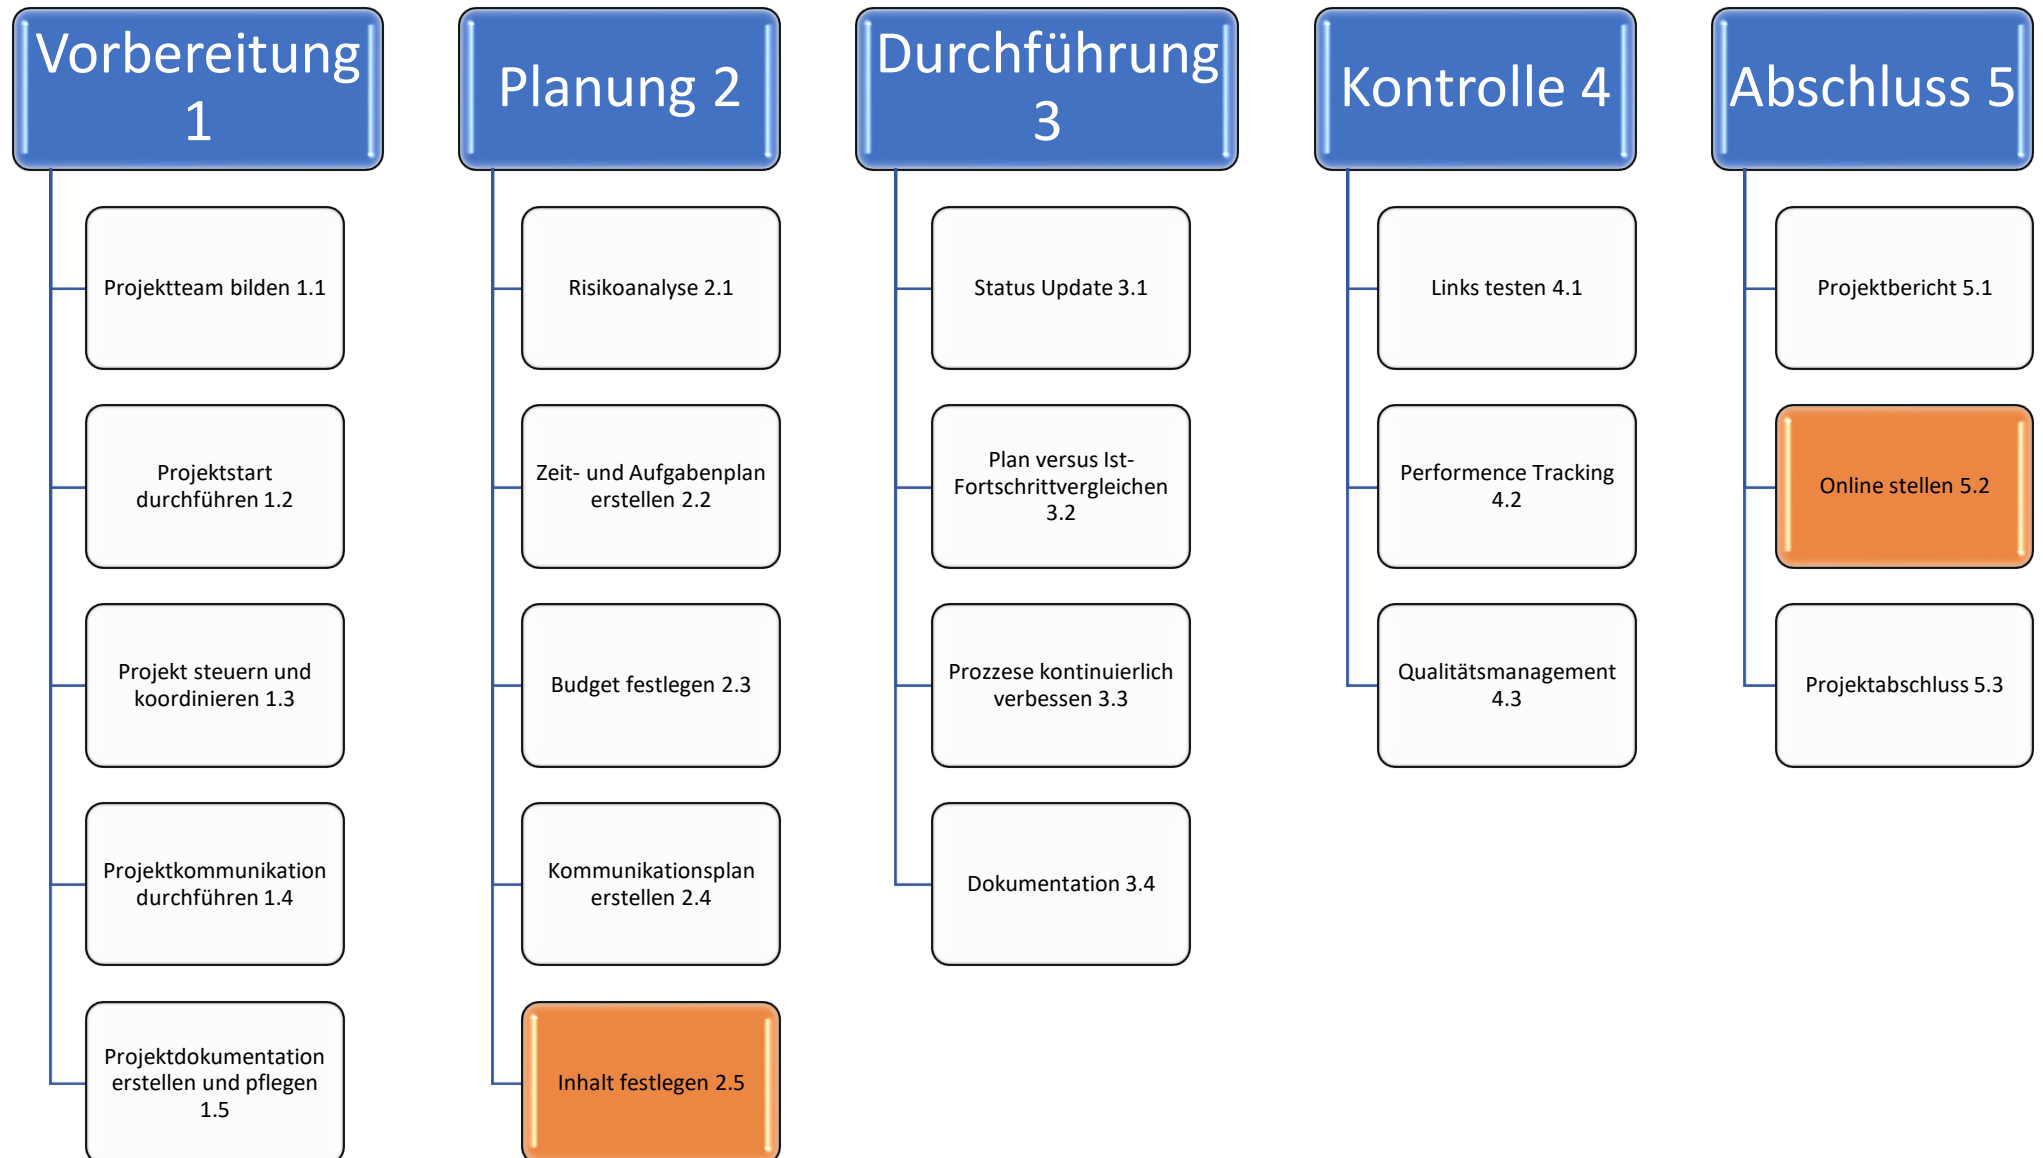 Vorbereitung
1
Projektteam bilden 1.1
Projektstart
durchführen 1.2
Projekt steuern und
koordinieren 1.3
Projektkommunikation
durchführen 1.4
Projektdokumentation
erstellen und pflegen
1.5
Planung 2
Risikoanalyse 2.1
Zeit- und Aufgabenplan
erstellen 2.2
Budget festlegen 2.3
Kommunikationsplan
erstellen 2.4
Inhalt festlegen 2.5
Durchführung
3
Status Update 3.1
Plan versus Ist-
Fortschrittvergleichen
3.2
Prozzese kontinuierlich
verbessen 3.3
Dokumentation 3.4
Kontrolle 4
Links testen 4.1
Performence Tracking
4.2
Qualitätsmanagement
4.3
Abschluss 5
Projektbericht 5.1
Online stellen 5.2
Projektabschluss 5.3